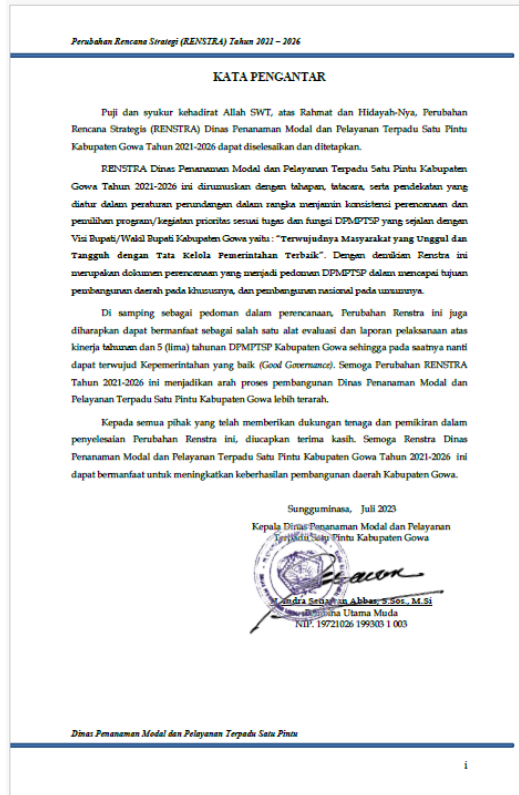 Perubahan Rencana Strategi (RENSTRA) Tahun 2021 – 2026
KATA PENGANTAR
Puji dan syukur kehadirat Allah SWT, atas Rahmat dan Hidayah-Nya, Perubahan
Rencana Strategis (RENSTRA) Dinas Penanaman Modal dan Pelayanan Terpadu Satu Pintu
Kabupaten Gowa Tahun 2021-2026 dapat diselesaikan dan ditetapkan.
RENSTRA Dinas Penanaman Modal dan Pelayanan Terpadu Satu Pintu Kabupaten
Gowa Tahun 2021-2026 ini dirumuskan dengan tahapan, tatacara, serta pendekatan yang
diatur dalam peraturan perundangan dalam rangka menjamin konsistensi perencanaan dan
pemilihan program/kegiatan prioritas sesuai tugas dan fungsi DPMPTSP yang sejalan dengan
Visi Bupati/Wakil Bupati Kabupaten Gowa yaitu : "Terwujudnya Masyarakat yang Unggul dan
Tangguh dengan Tata Kelola Pemerintahan Terbaik". Dengan demikian Renstra ini
merupakan dokumen perencanaan yang menjadi pedoman DPMPTSP dalam mencapai tujuan
pembangunan daerah pada khususnya, dan pembangunan nasional pada umumnya.
Di samping sebagai pedoman dalam perencanaan, Perubahan Renstra ini juga
diharapkan dapat bermanfaat sebagai salah satu alat evaluasi dan laporan pelaksanaan atas
kinerja tahunan dan 5 (lima) tahunan DPMPTSP Kabupaten Gowa sehingga pada saatnya nanti
dapat terwujud Kepemerintahan yang baik (Good Governance). Semoga Perubahan RENSTRA
Tahun 2021-2026 ini menjadikan arah proses pembangunan Dinas Penanaman Modal dan
Pelayanan Terpadu Satu Pintu Kabupaten Gowa lebih terarah.
Kepada semua pihak yang telah memberikan dukungan tenaga dan pemikiran dalam
penyelesaian Perubahan Renstra ini, diucapkan terima kasih. Semoga Renstra Dinas
Penanaman Modal dan Pelayanan Terpadu Satu Pintu Kabupaten Gowa Tahun 2021-2026 ini
dapat bermanfaat untuk meningkatkan keberhasilan pembangunan daerah Kabupaten Gowa.
Sungguminasa, Juli 2023
Kepala Dinas Penanaman Modal dan Pelayanan
Terpadu Satu Pintu Kabupaten Gowa
Indra Setiawan Abbas, S.Sos., M.Si
Utama Muda
NIP. 19721026 199303 1 003
Dinas Penanaman Modal dan Pelayanan Terpadu Satu Pintu
i